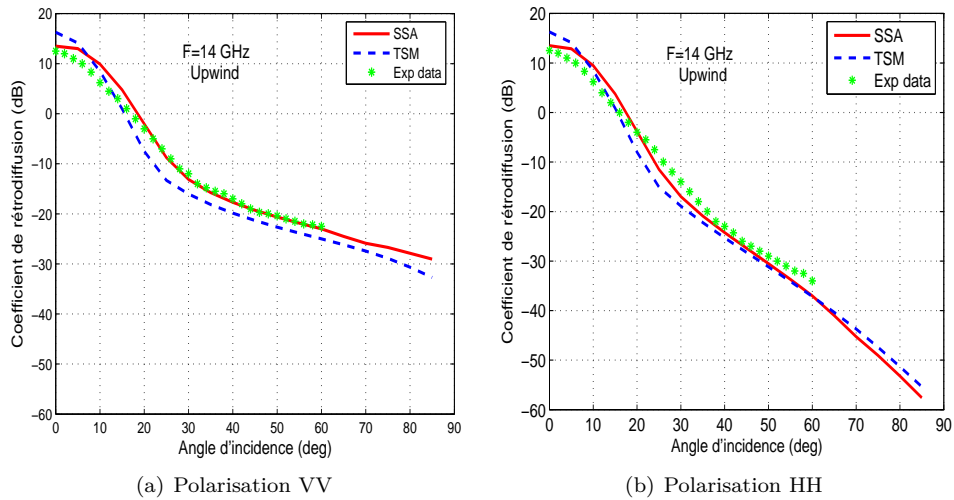 20
10
0
−10
−20
−30
−40
−50
−60
0 10 20 30 40 50 60 70 80 90
Coefficient de rétrodiffusion (dB)
Angle d'incidence (deg)
F=14 GHz
Upwind
SSA
TSM
Exp data
(a) Polarisation VV
20
10
0
−10
−20
−30
−40
−50
−60
0 10 20 30 40 50 60 70 80 90
Coefficient de rétrodiffusion (dB)
Angle d'incidence (deg)
F=14 GHz
Upwind
SSA
TSM
Exp data
(b) Polarisation HH